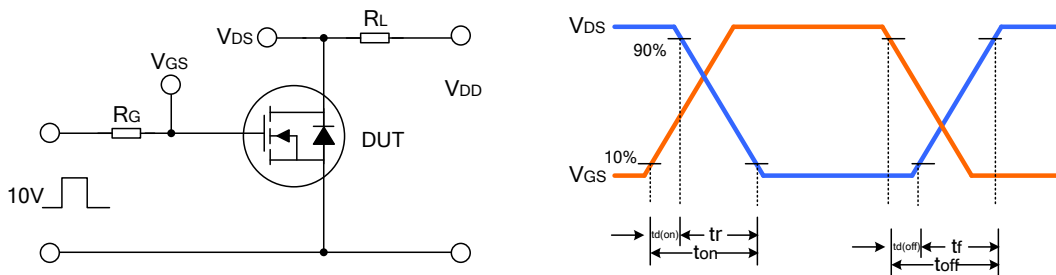 RL
VDS
VGS
VDD
RG
DUT
10V
VDS
90%
10%
VGS
td(on)
tr
ton
td(off)
tf
toff